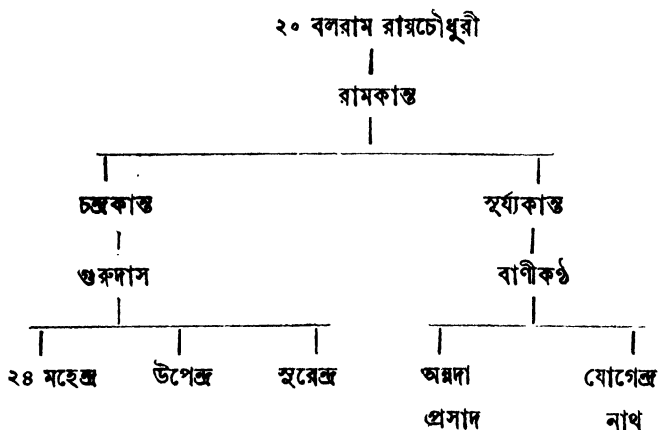 ২০ বলরাম রায়চৌধুরী
রামকান্ত
চন্দ্রকান্ত সূর্য্যকান্ত
গুরুদাস বাণীকণ্ঠ
২৪ মহেন্দ্র উপেন্দ্র সুরেন্দ্র অন্নদা যোগেন্দ্র
প্রসাদ নাথ